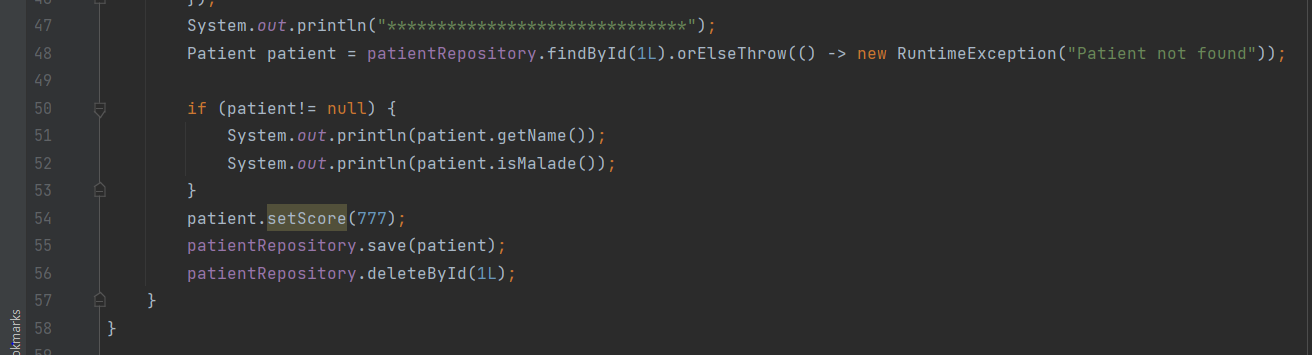 46 });
47 System.out.println("******************************");
48 Patient patient = patientRepository.findById(1L).orElseThrow(() -> new RuntimeException("Patient not found"));
49
50 if (patient!= null) {
51 System.out.println(patient.getName());
52 System.out.println(patient.isMalade());
53 }
54 patient.setScore(777);
55 patientRepository.save(patient);
56 patientRepository.deleteById(1L);
57 }
58 }
okmarks